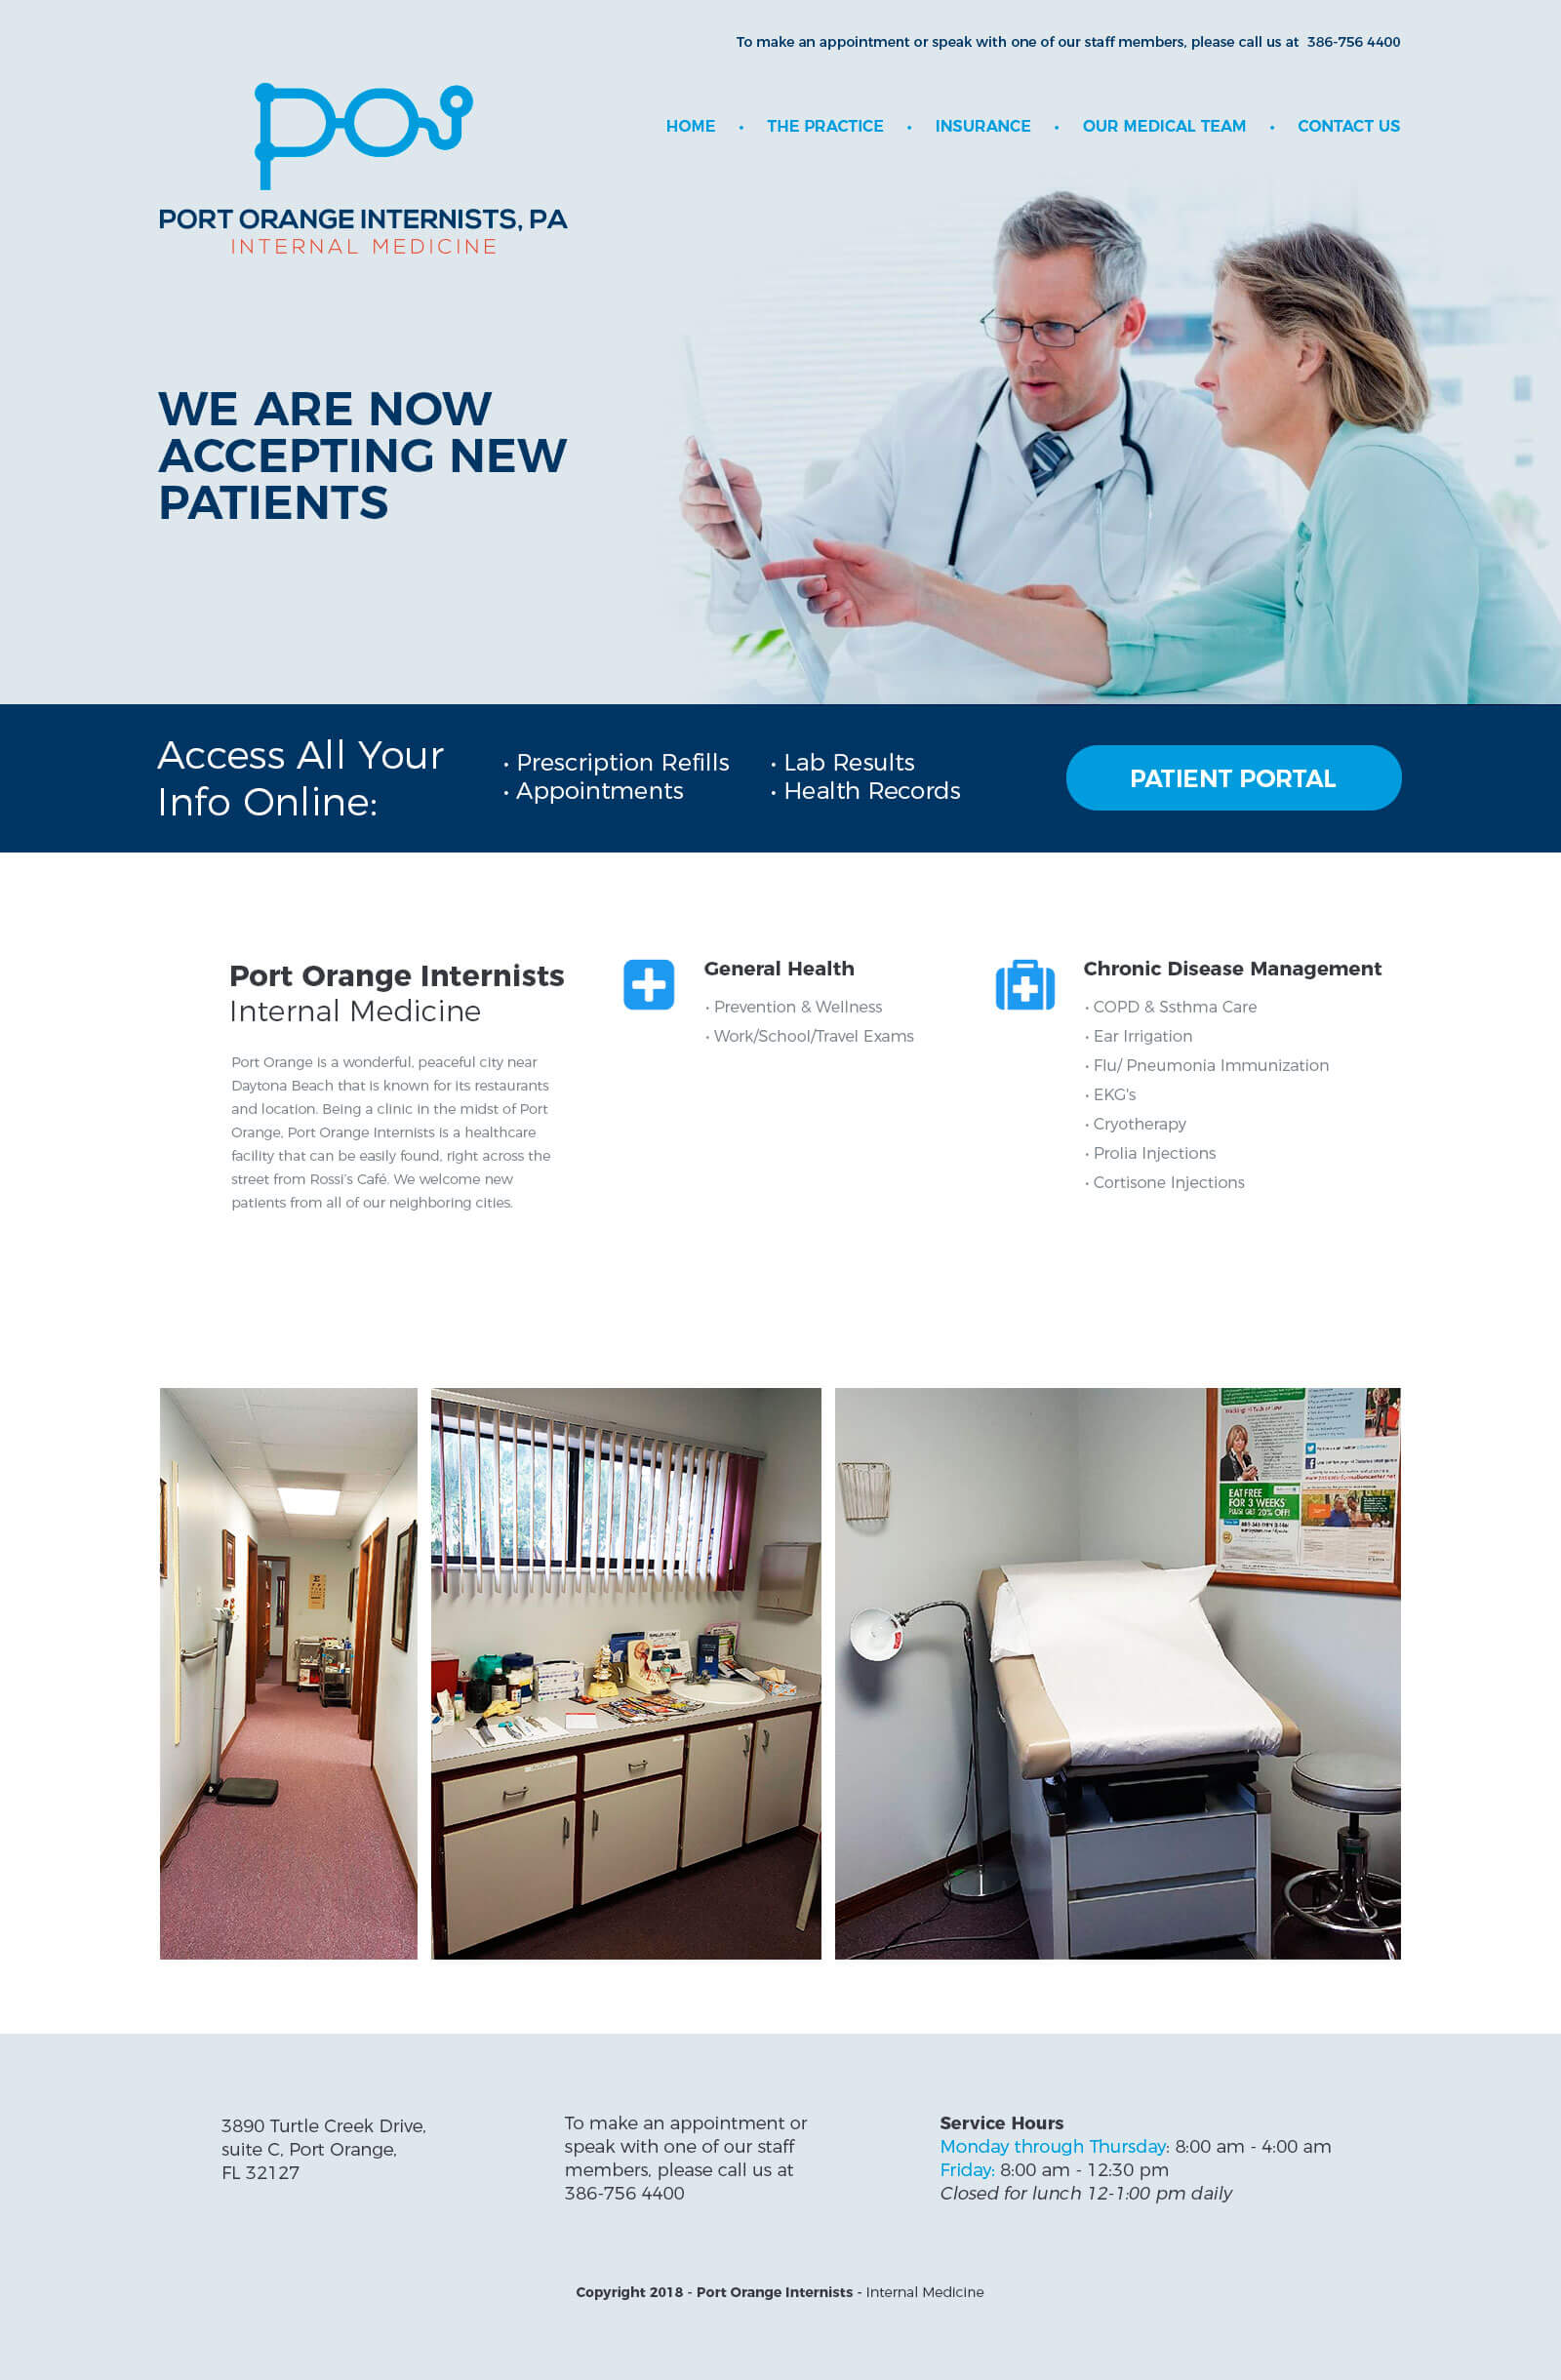 To make an appointment or speak with one of our staff members, please call us at 386-756 4400
POJ
HOME • THE PRACTICE • INSURANCE • OUR MEDICAL TEAM • CONTACT US
PORT ORANGE INTERNISTS, PA
INTERNAL MEDICINE
WE ARE NOW
ACCEPTING NEW
PATIENTS
Access All Your
Info Online:
• Prescription Refills
• Appointments
• Lab Results
• Health Records
PATIENT PORTAL
Port Orange Internists
Internal Medicine
Port Orange is a wonderful, peaceful city near
Daytona Beach that is known for its restaurants
and location. Being a clinic in the midst of Port
Orange, Port Orange Internists is a healthcare
facility that can be easily found, right across the
street from Rossi's Café. We welcome new
patients from all of our neighboring cities.
General Health
• Prevention & Wellness
• Work/School/Travel Exams
Chronic Disease Management
• COPD & Ssthma Care
• Ear Irrigation
• Flu/ Pneumonia Immunization
• EKG's
• Cryotherapy
• Prolia Injections
• Cortisone Injections
EAT FREE
FOR 3 WEEKS
PLUS! GET 20% OFF!
3890 Turtle Creek Drive,
suite C, Port Orange,
FL 32127
To make an appointment or
speak with one of our staff
members, please call us at
386-756 4400
Service Hours
Monday through Thursday: 8:00 am - 4:00 am
Friday: 8:00 am - 12:30 pm
Closed for lunch 12-1:00 pm daily
Copyright 2018 - Port Orange Internists - Internal Medicine